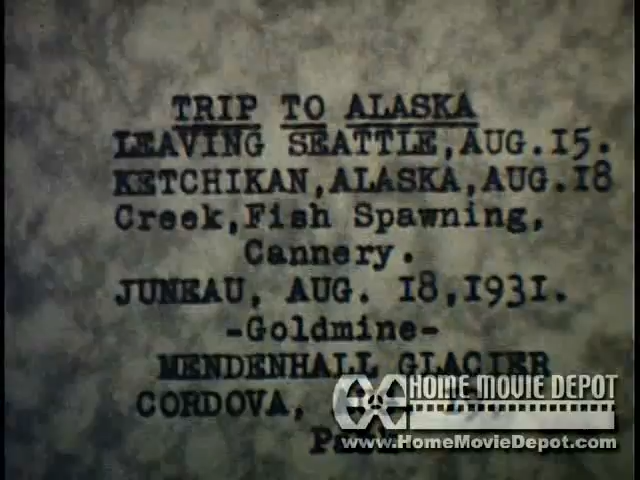 TRIP TO ALASKA
LEAVING SEATTLE,AUG.15.
KETCHIKAN,ALASKA,AUG.18
Creek,Fish Spawning,
Cannery.
JUNEAU, AUG. 18,1931.
-Goldmine-
MENDENHALL GLACIER
CORDOVA,
HOME MOVIE DEPOT
www.HomeMovieDepot.com